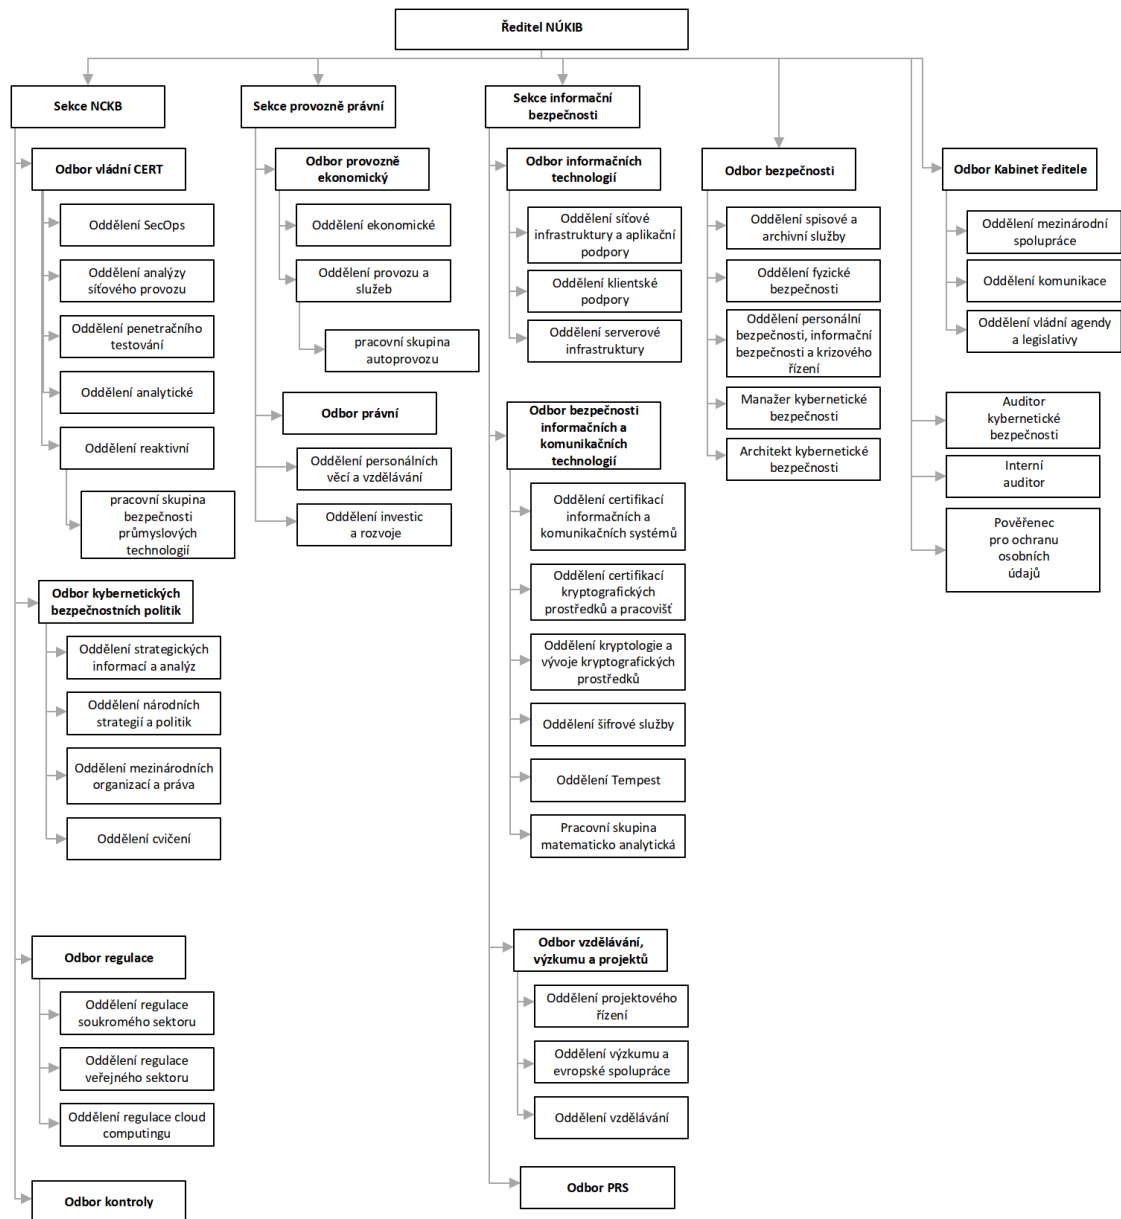 Ředitel NÚKIB
Sekce NCKB
Odbor vládní CERT
Oddělení SecOps
Oddělení analýzy
síťového provozu
Oddělení penetračního
testování
Oddělení analytické
Oddělení reaktivní
pracovní skupina
bezpečnosti
průmyslových
technologií
Odbor kybernetických
bezpečnostních politik
Oddělení strategických
informací a analýz
Oddělení národních
strategií a politik
Oddělení mezinárodních
organizací a práva
Oddělení cvičení
Odbor regulace
Oddělení regulace
soukromého sektoru
Oddělení regulace
veřejného sektoru
Oddělení regulace cloud
computingu
Odbor kontroly
Sekce provozně právní
Odbor provozně
ekonomický
Oddělení ekonomické
Oddělení provozu a
služeb
pracovní skupina
autoprovozu
Odbor právní
Oddělení personálních
věcí a vzdělávání
Oddělení investic
a rozvoje
Sekce informační
bezpečnosti
Odbor informačních
technologií
Oddělení síťové
infrastruktury a aplikační
podpory
Oddělení klientské
podpory
Oddělení serverové
infrastruktury
Odbor bezpečnosti
informačních a
komunikačních
technologií
Oddělení certifikací
informačních a
komunikačních systémů
Oddělení certifikací
kryptografických
prostředků a pracovišť
Oddělení kryptologie a
vývoje kryptografických
prostředků
Oddělení šifrové služby
Oddělení Tempest
Pracovní skupina
matematicko analytická
Odbor vzdělávání,
výzkumu a projektů
Oddělení projektového
řízení
Oddělení výzkumu a
evropské spolupráce
Oddělení vzdělávání
Odbor PRS
Odbor bezpečnosti
Oddělení spisové a
archivní služby
Oddělení fyzické
bezpečnosti
Oddělení personální
bezpečnosti, informační
bezpečnosti a krizového
řízení
Manažer kybernetické
bezpečnosti
Architekt kybernetické
bezpečnosti
Odbor Kabinet ředitele
Oddělení mezinárodní
spolupráce
Oddělení komunikace
Oddělení vládní agendy
a legislativy
Auditor
kybernetické
bezpečnosti
Interní
auditor
Pověřenec
pro ochranu
osobních
údajů